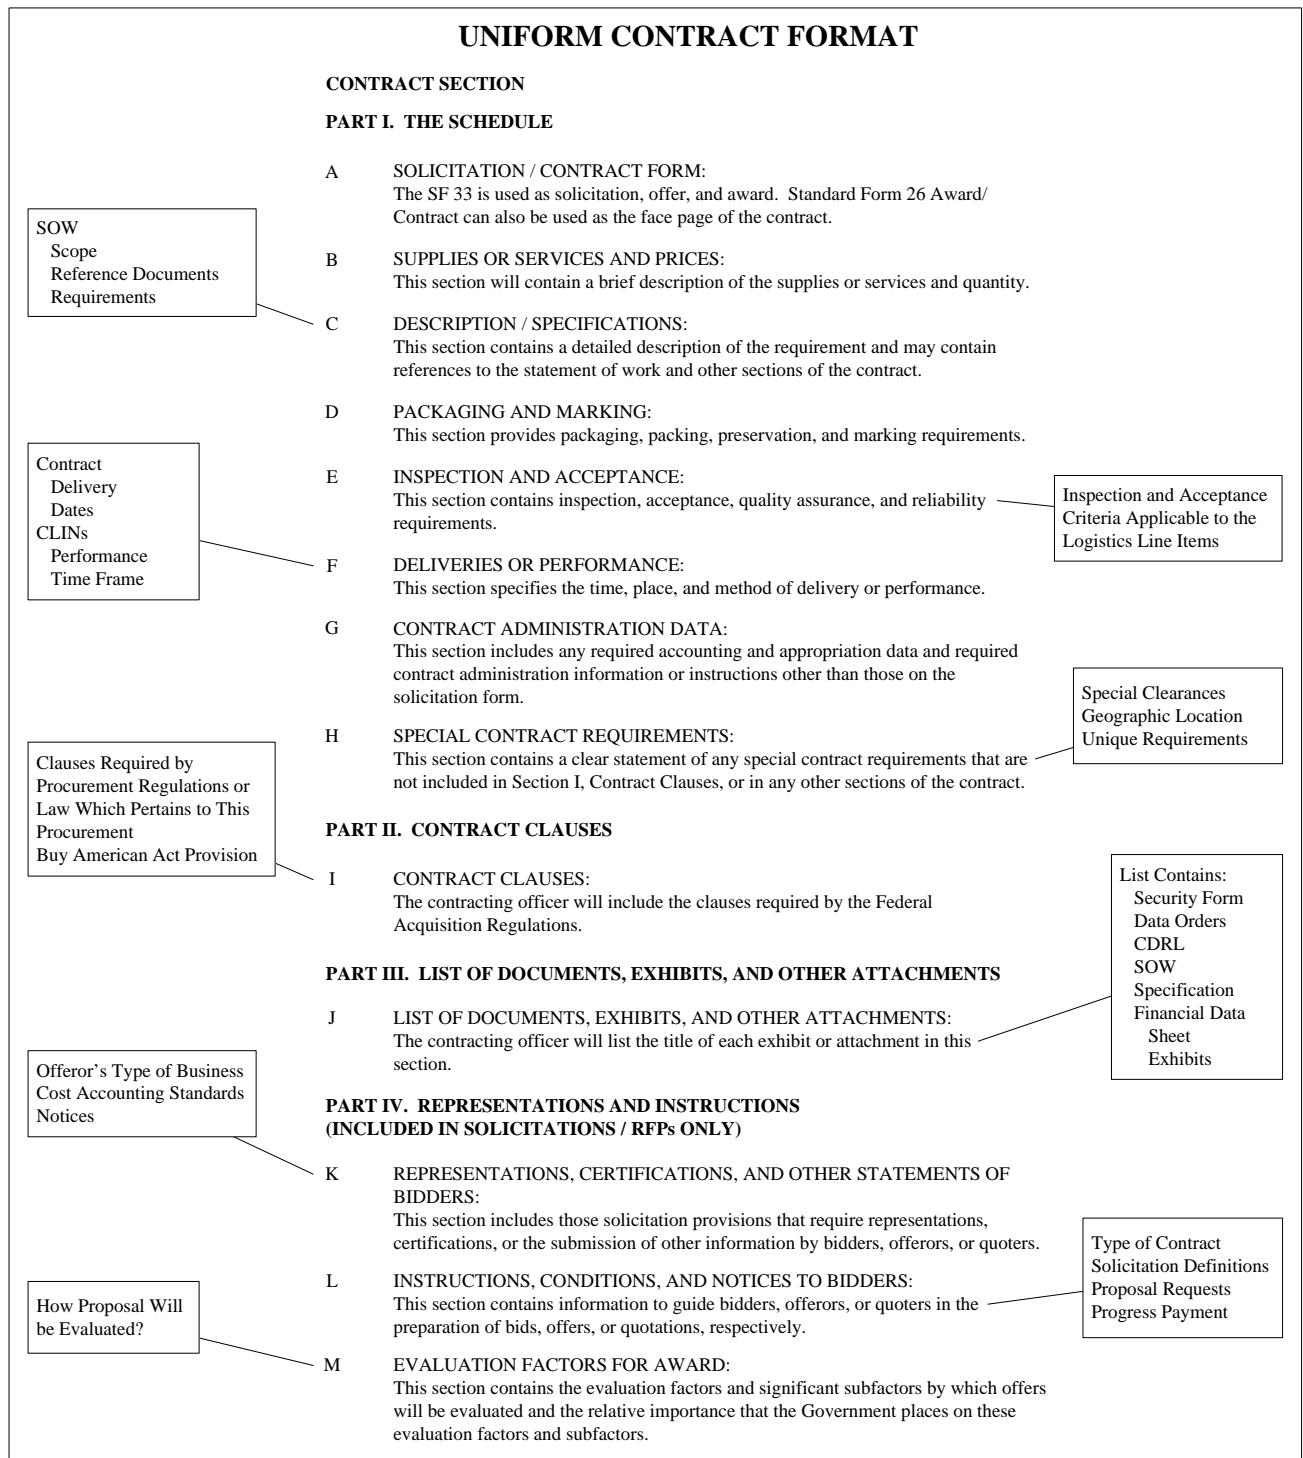 UNIFORM CONTRACT FORMAT
CONTRACT SECTION
PART I. THE SCHEDULE
A SOLICITATION / CONTRACT FORM:
The SF 33 is used as solicitation, offer, and award. Standard Form 26 Award/
Contract can also be used as the face page of the contract.
SOW
Scope
Reference Documents
Requirements
B SUPPLIES OR SERVICES AND PRICES:
This section will contain a brief description of the supplies or services and quantity.
C DESCRIPTION / SPECIFICATIONS:
This section contains a detailed description of the requirement and may contain
references to the statement of work and other sections of the contract.
D PACKAGING AND MARKING:
This section provides packaging, packing, preservation, and marking requirements.
Contract
Delivery
Dates
CLINs
Performance
Time Frame
E INSPECTION AND ACCEPTANCE:
This section contains inspection, acceptance, quality assurance, and reliability
requirements.
Inspection and Acceptance
Criteria Applicable to the
Logistics Line Items
F DELIVERIES OR PERFORMANCE:
This section specifies the time, place, and method of delivery or performance.
G CONTRACT ADMINISTRATION DATA:
This section includes any required accounting and appropriation data and required
contract administration information or instructions other than those on the
solicitation form.
Special Clearances
Geographic Location
Unique Requirements
H SPECIAL CONTRACT REQUIREMENTS:
This section contains a clear statement of any special contract requirements that are
not included in Section I, Contract Clauses, or in any other sections of the contract.
Clauses Required by
Procurement Regulations or
Law Which Pertains to This
Procurement
Buy American Act Provision
PART II. CONTRACT CLAUSES
I CONTRACT CLAUSES:
The contracting officer will include the clauses required by the Federal
Acquisition Regulations.
List Contains:
Security Form
Data Orders
CDRL
SOW
Specification
Financial Data
Sheet
Exhibits
PART III. LIST OF DOCUMENTS, EXHIBITS, AND OTHER ATTACHMENTS
J LIST OF DOCUMENTS, EXHIBITS, AND OTHER ATTACHMENTS:
The contracting officer will list the title of each exhibit or attachment in this
section.
Offeror’s Type of Business
Cost Accounting Standards
Notices
PART IV. REPRESENTATIONS AND INSTRUCTIONS
(INCLUDED IN SOLICITATIONS / RFPs ONLY)
K REPRESENTATIONS, CERTIFICATIONS, AND OTHER STATEMENTS OF
BIDDERS:
This section includes those solicitation provisions that require representations,
certifications, or the submission of other information by bidders, offerors, or quoters.
Type of Contract
Solicitation Definitions
Proposal Requests
Progress Payment
L INSTRUCTIONS, CONDITIONS, AND NOTICES TO BIDDERS:
This section contains information to guide bidders, offerors, or quoters in the
preparation of bids, offers, or quotations, respectively.
How Proposal Will
be Evaluated?
M EVALUATION FACTORS FOR AWARD:
This section contains the evaluation factors and significant subfactors by which offers
will be evaluated and the relative importance that the Government places on these
evaluation factors and subfactors.